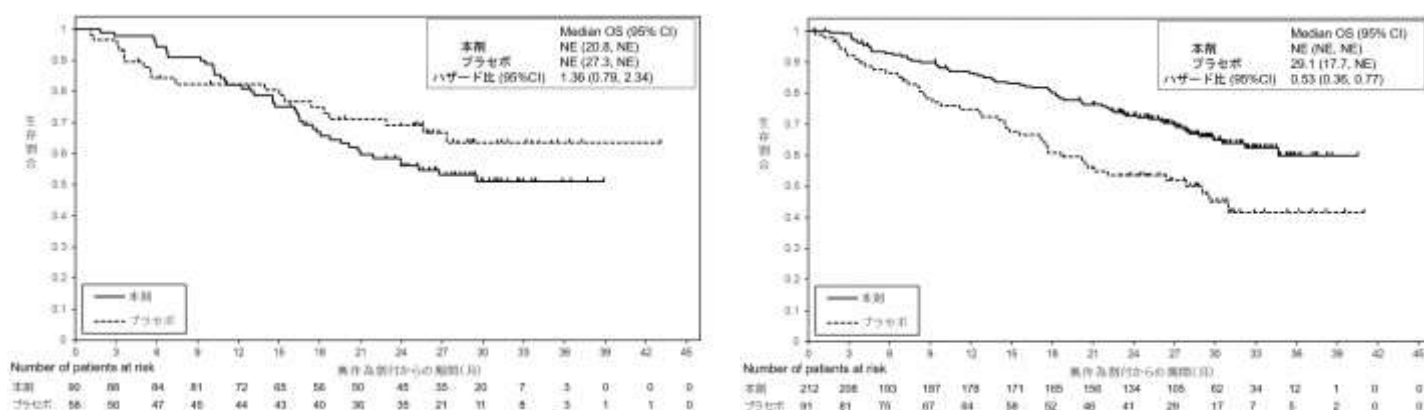 Median OS (95% CI)
本剤 NE (20.8, NE)
プラセボ NE (27.3, NE)
ハザード比 (95%CI) 1.36 (0.79, 2.34)
1
0.9
0.8
0.7
0.6
0.5
0.4
0.3
0.2
0.1
0
生存割合
本剤
プラセボ
0 3 6 9 12 15 18 21 24 27 30 33 36 39 42 45
Number of patients at risk
無作為割付からの期間(月)
本剤 90 88 84 81 72 65 56 50 45 35 20 7 3 0 0 0
プラセボ 58 56 47 45 44 43 40 36 35 21 11 6 3 1 1 0
Median OS (95% CI)
本剤 NE (NE, NE)
プラセボ 29.1 (17.7, NE)
ハザード比 (95%CI) 0.53 (0.36, 0.77)
1
0.9
0.8
0.7
0.6
0.5
0.4
0.3
0.2
0.1
0
生存割合
本剤
プラセボ
0 3 6 9 12 15 18 21 24 27 30 33 36 39 42 45
Number of patients at risk
無作為割付からの期間(月)
本剤 212 208 193 187 178 171 165 156 134 105 62 34 12 1 0 0
プラセボ 91 81 76 67 64 58 52 46 41 29 17 7 5 2 0 0